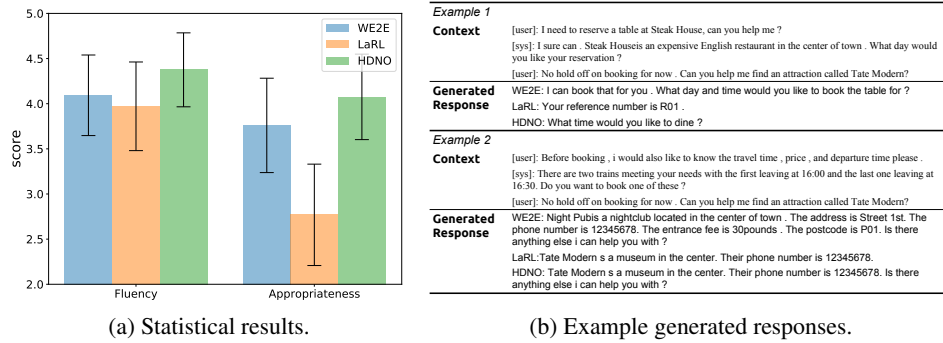 5.0
4.5
4.0
3.5
3.0
2.5
2.0
score
WE2E
LaRL
HDNO
Fluency
Appropriateness
(a) Statistical results.
Example 1
Context
[user]: I need to reserve a table at Steak House, can you help me ?
[sys]: I sure can . Steak Houseis an expensive English restaurant in the center of town . What day would
you like your reservation ?
[user]: No hold off on booking for now . Can you help me find an attraction called Tate Modern?
Generated
Response
WE2E: I can book that for you . What day and time would you like to book the table for ?
LaRL: Your reference number is R01 .
HDNO: What time would you like to dine ?
Example 2
Context
[user]: Before booking , i would also like to know the travel time , price , and departure time please .
[sys]: There are two trains meeting your needs with the first leaving at 16:00 and the last one leaving at
16:30. Do you want to book one of these ?
[user]: No hold off on booking for now . Can you help me find an attraction called Tate Modern?
Generated
Response
WE2E: Night Pubis a nightclub located in the center of town . The address is Street 1st. The
phone number is 12345678. The entrance fee is 30pounds . The postcode is P01. Is there
anything else i can help you with ?
LaRL:Tate Modern s a museum in the center. Their phone number is 12345678.
HDNO: Tate Modern s a museum in the center. Their phone number is 12345678. Is there
anything else i can help you with ?
(b) Example generated responses.